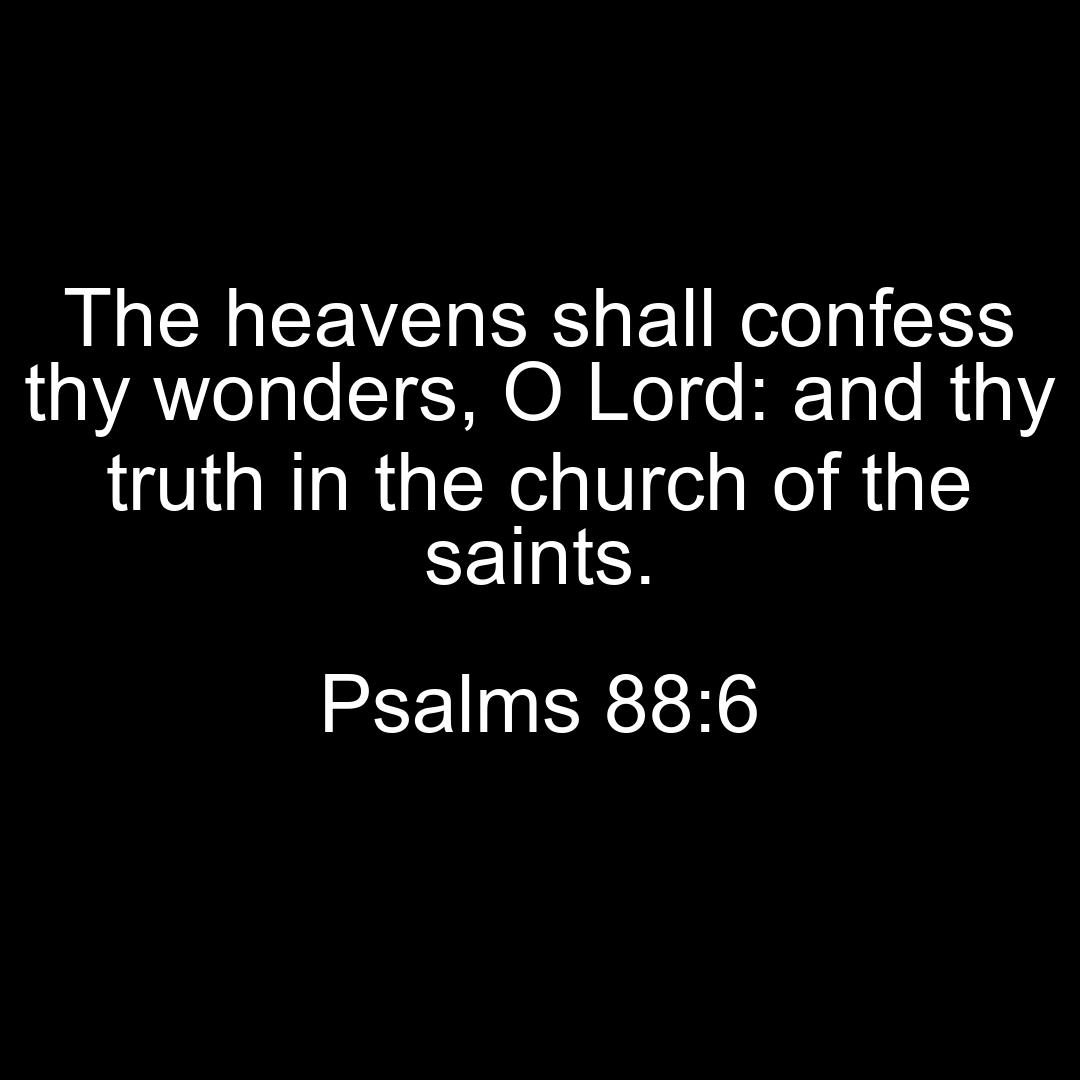 The heavens shall confess
thy wonders, O Lord: and thy
truth in the church of the
saints.
Psalms 88:6